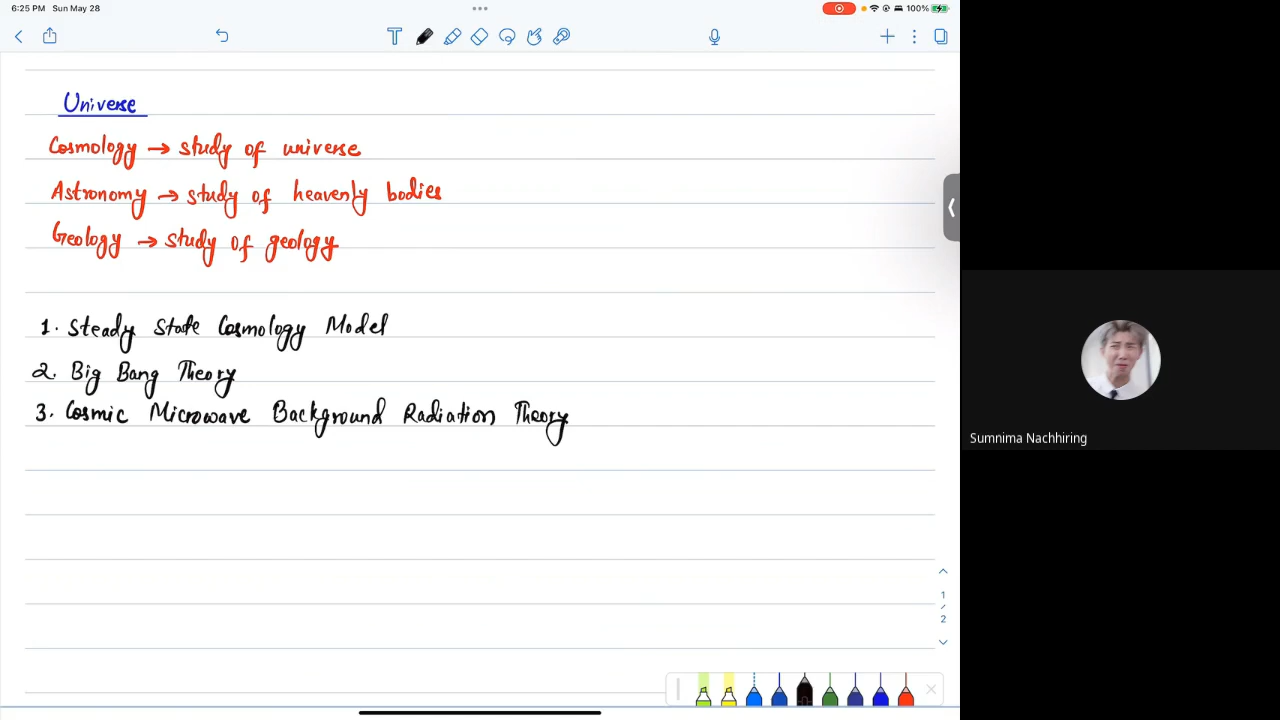 6:25 PM Sun May 28
100%
Universe
Cosmology → study of universe
Astronomy → study of heavenly bodies
Geology → study of geology
1. Steady State Cosmology Model
2. Big Bang Theory
3. Cosmic Microwave Background Radiation Theory
Sumnima Nachhiring
1
/
2